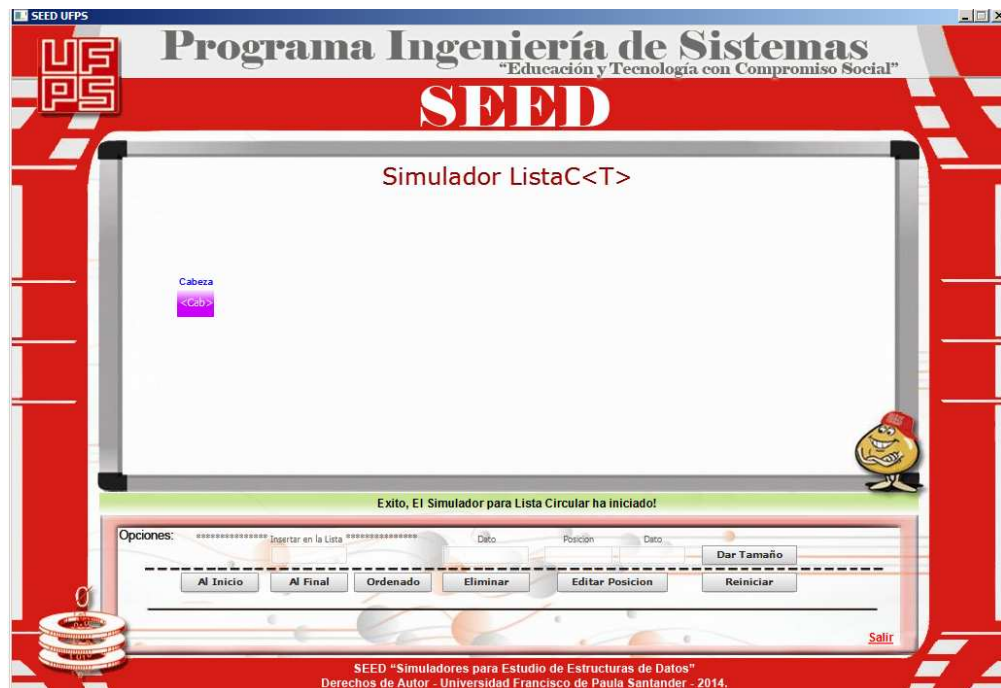 SEED UFPS
UFPS
Programa Ingeniería de Sistemas
“Educación y Tecnología con Compromiso Social”
SEED
Simulador ListaC<T>
Cabeza
<Cab>
Exito, El Simulador para Lista Circular ha iniciado!
Opciones:
*************** Insertar en la Lista ***************
Dato
Posicion
Dato
Dar Tamaño
Al Inicio
Al Final
Ordenado
Eliminar
Editar Posicion
Reiniciar
Salir
SEED “Simuladores para Estudio de Estructuras de Datos”
Derechos de Autor - Universidad Francisco de Paula Santander - 2014.